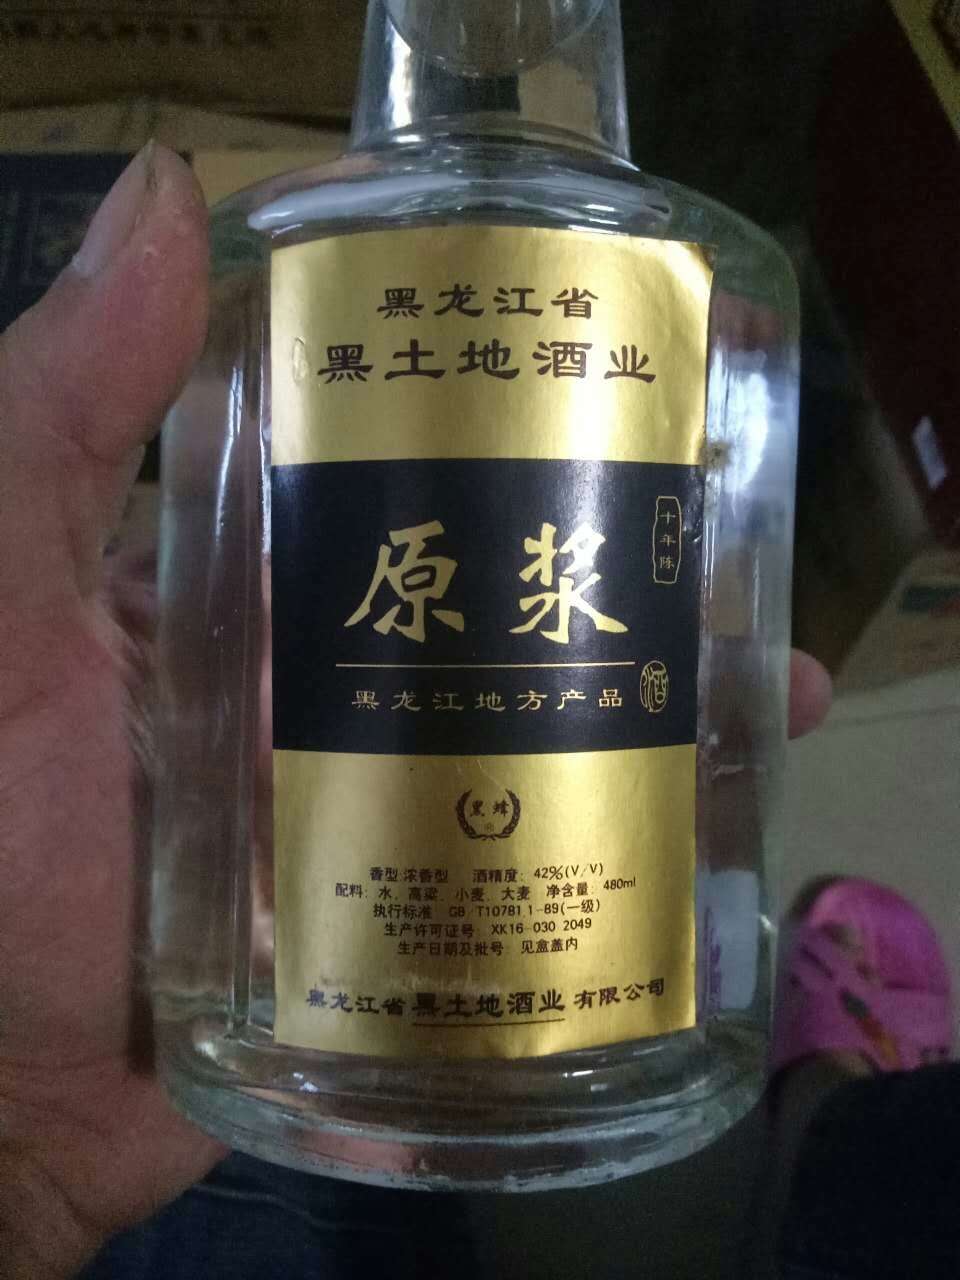 黑龙江省
黑土地酒业
十年陈
原浆
黑龙江地方产品
酒
黑蜂
香型:浓香型 酒精度: 42%(V/V)
配料: 水、高粱、小麦、大麦 净含量: 480ml
执行标准 GB/T10781.1-89(一级)
生产许可证号: XK16-030 2049
生产日期及批号: 见盒盖内
黑龙江省黑土地酒业有限公司